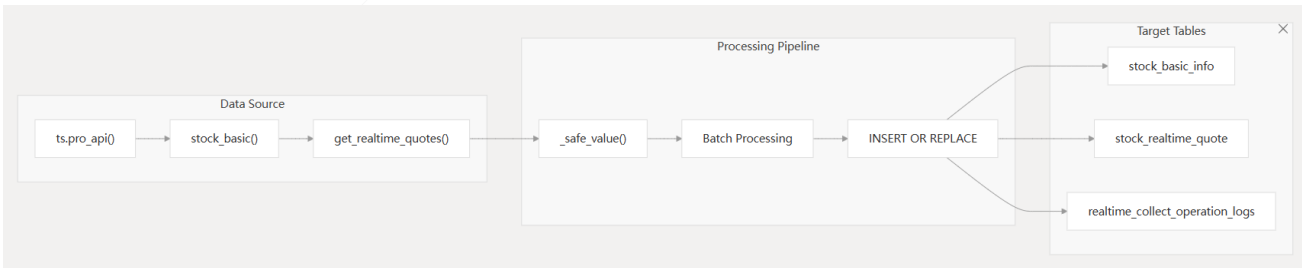 Data Source
ts.pro_api()
stock_basic()
get_realtime_quotes()
Processing Pipeline
_safe_value()
Batch Processing
INSERT OR REPLACE
Target Tables
stock_basic_info
stock_realtime_quote
realtime_collect_operation_logs